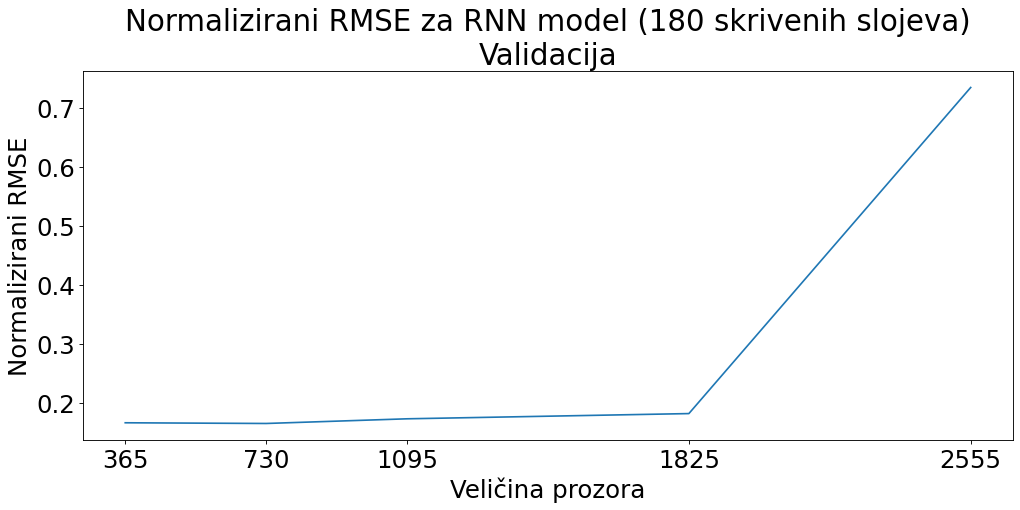 Normalizirani RMSE za RNN model (180 skrivenih slojeva)
Validacija
Normalizirani RMSE
0.7
0.6
0.5
0.4
0.3
0.2
365 730 1095 1825 2555
Veličina prozora